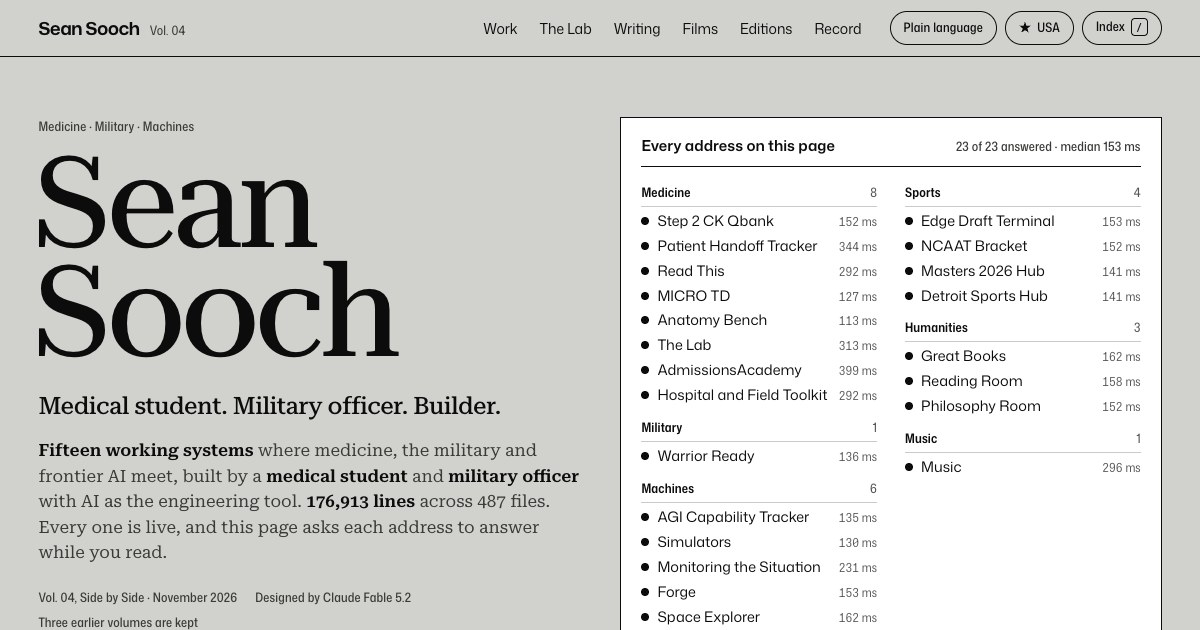 Sean Sooch Vol. 04
Work The Lab Writing Films Editions Record Plain language ★ USA Index /
Medicine · Military · Machines
Sean
Sooch
Medical student. Military officer. Builder.
Fifteen working systems where medicine, the military and
frontier AI meet, built by a medical student and military officer
with AI as the engineering tool. 176,913 lines across 487 files.
Every one is live, and this page asks each address to answer
while you read.
Vol. 04, Side by Side · November 2026 Designed by Claude Fable 5.2
Three earlier volumes are kept
Every address on this page 23 of 23 answered · median 153 ms
Medicine 8
Step 2 CK Qbank 152 ms
Patient Handoff Tracker 344 ms
Read This 292 ms
MICRO TD 127 ms
Anatomy Bench 113 ms
The Lab 313 ms
AdmissionsAcademy 399 ms
Hospital and Field Toolkit 292 ms
Military 1
Warrior Ready 136 ms
Machines 6
AGI Capability Tracker 135 ms
Simulators 130 ms
Monitoring the Situation 231 ms
Forge 153 ms
Space Explorer 162 ms
Sports 4
Edge Draft Terminal 153 ms
NCAAT Bracket 152 ms
Masters 2026 Hub 141 ms
Detroit Sports Hub 141 ms
Humanities 3
Great Books 162 ms
Reading Room 158 ms
Philosophy Room 152 ms
Music 1
Music 296 ms